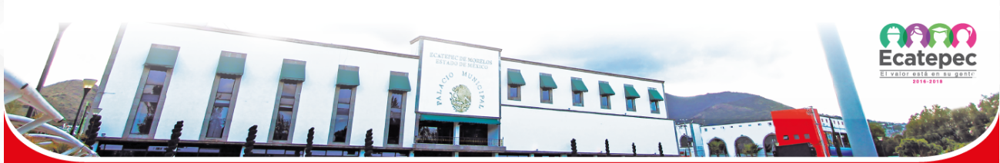 ECATEPEC DE MORELOS
ESTADO DE MÉXICO
PALACIO MUNICIPAL
Ecatepec
El valor está en su gente
2016-2018